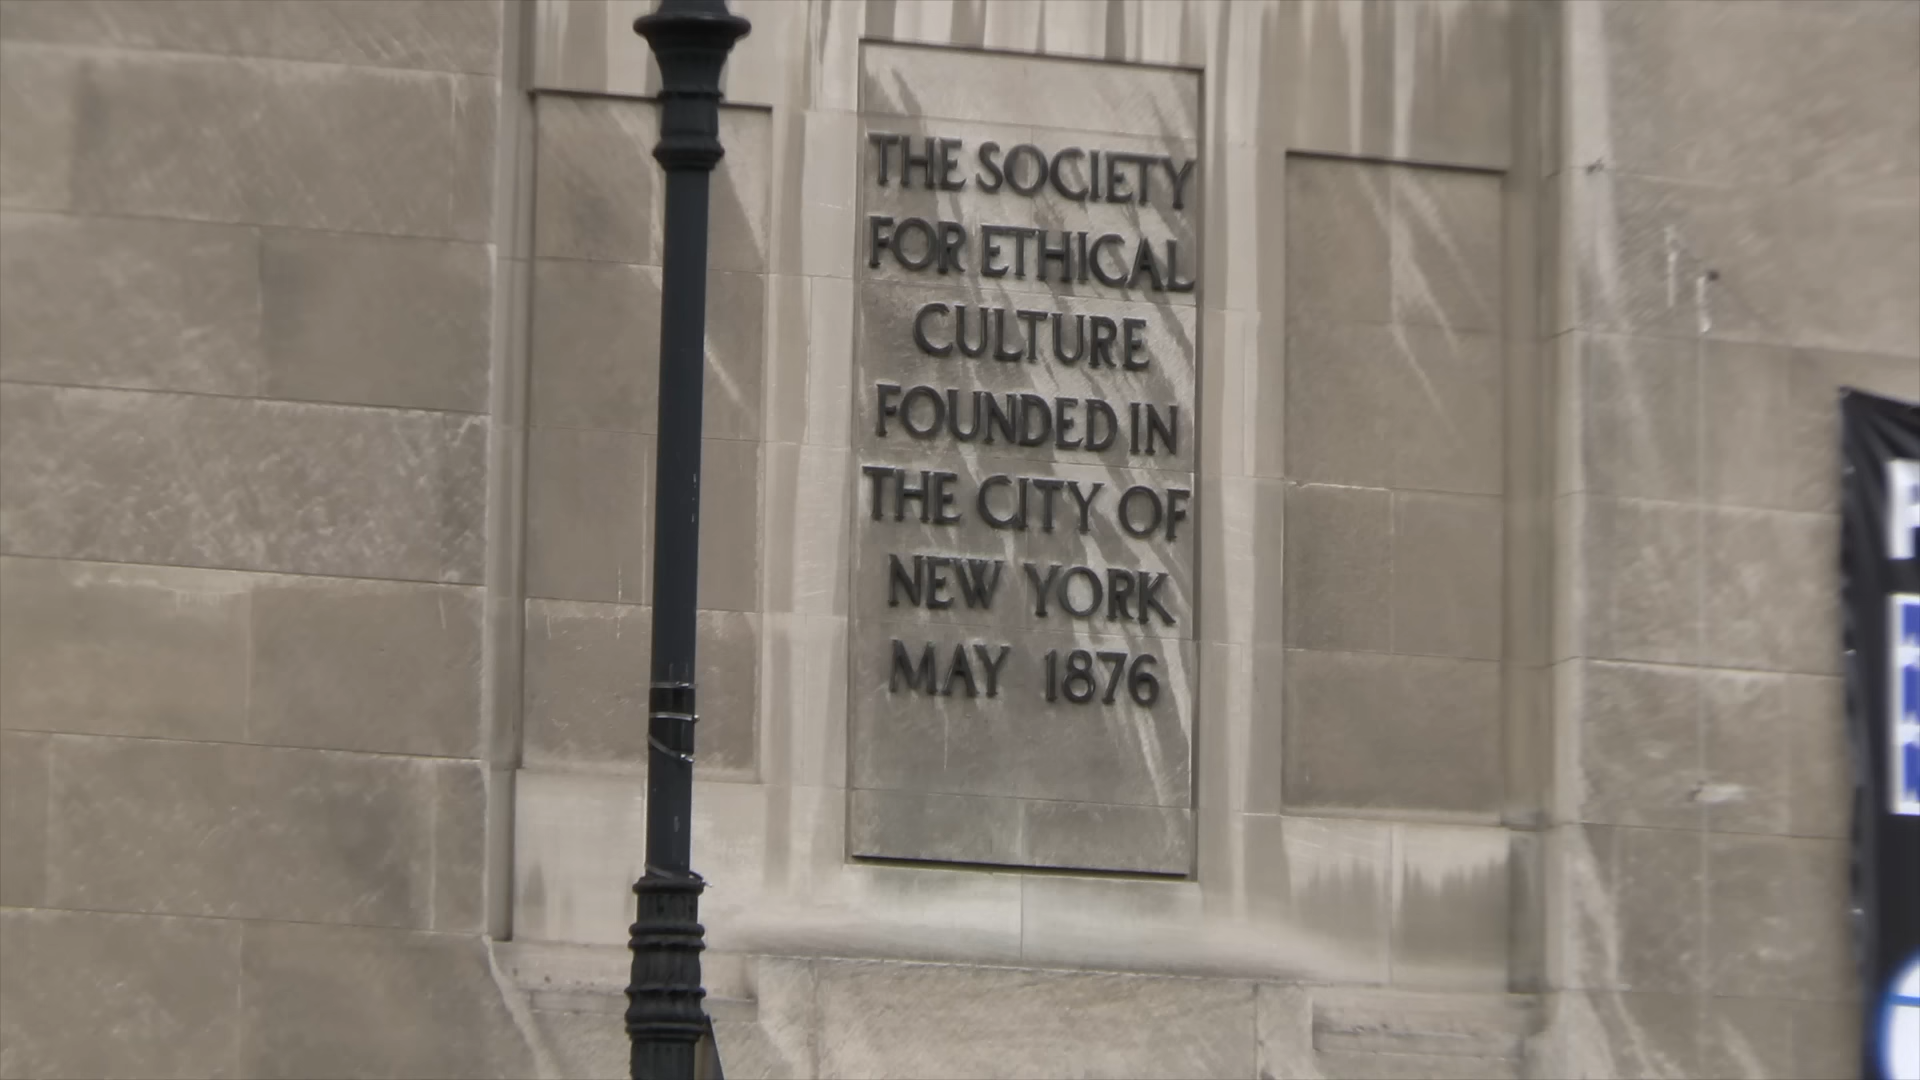 THE SOCIETY
FOR ETHICAL
CULTURE
FOUNDED IN
THE CITY OF
NEW YORK
MAY 1876